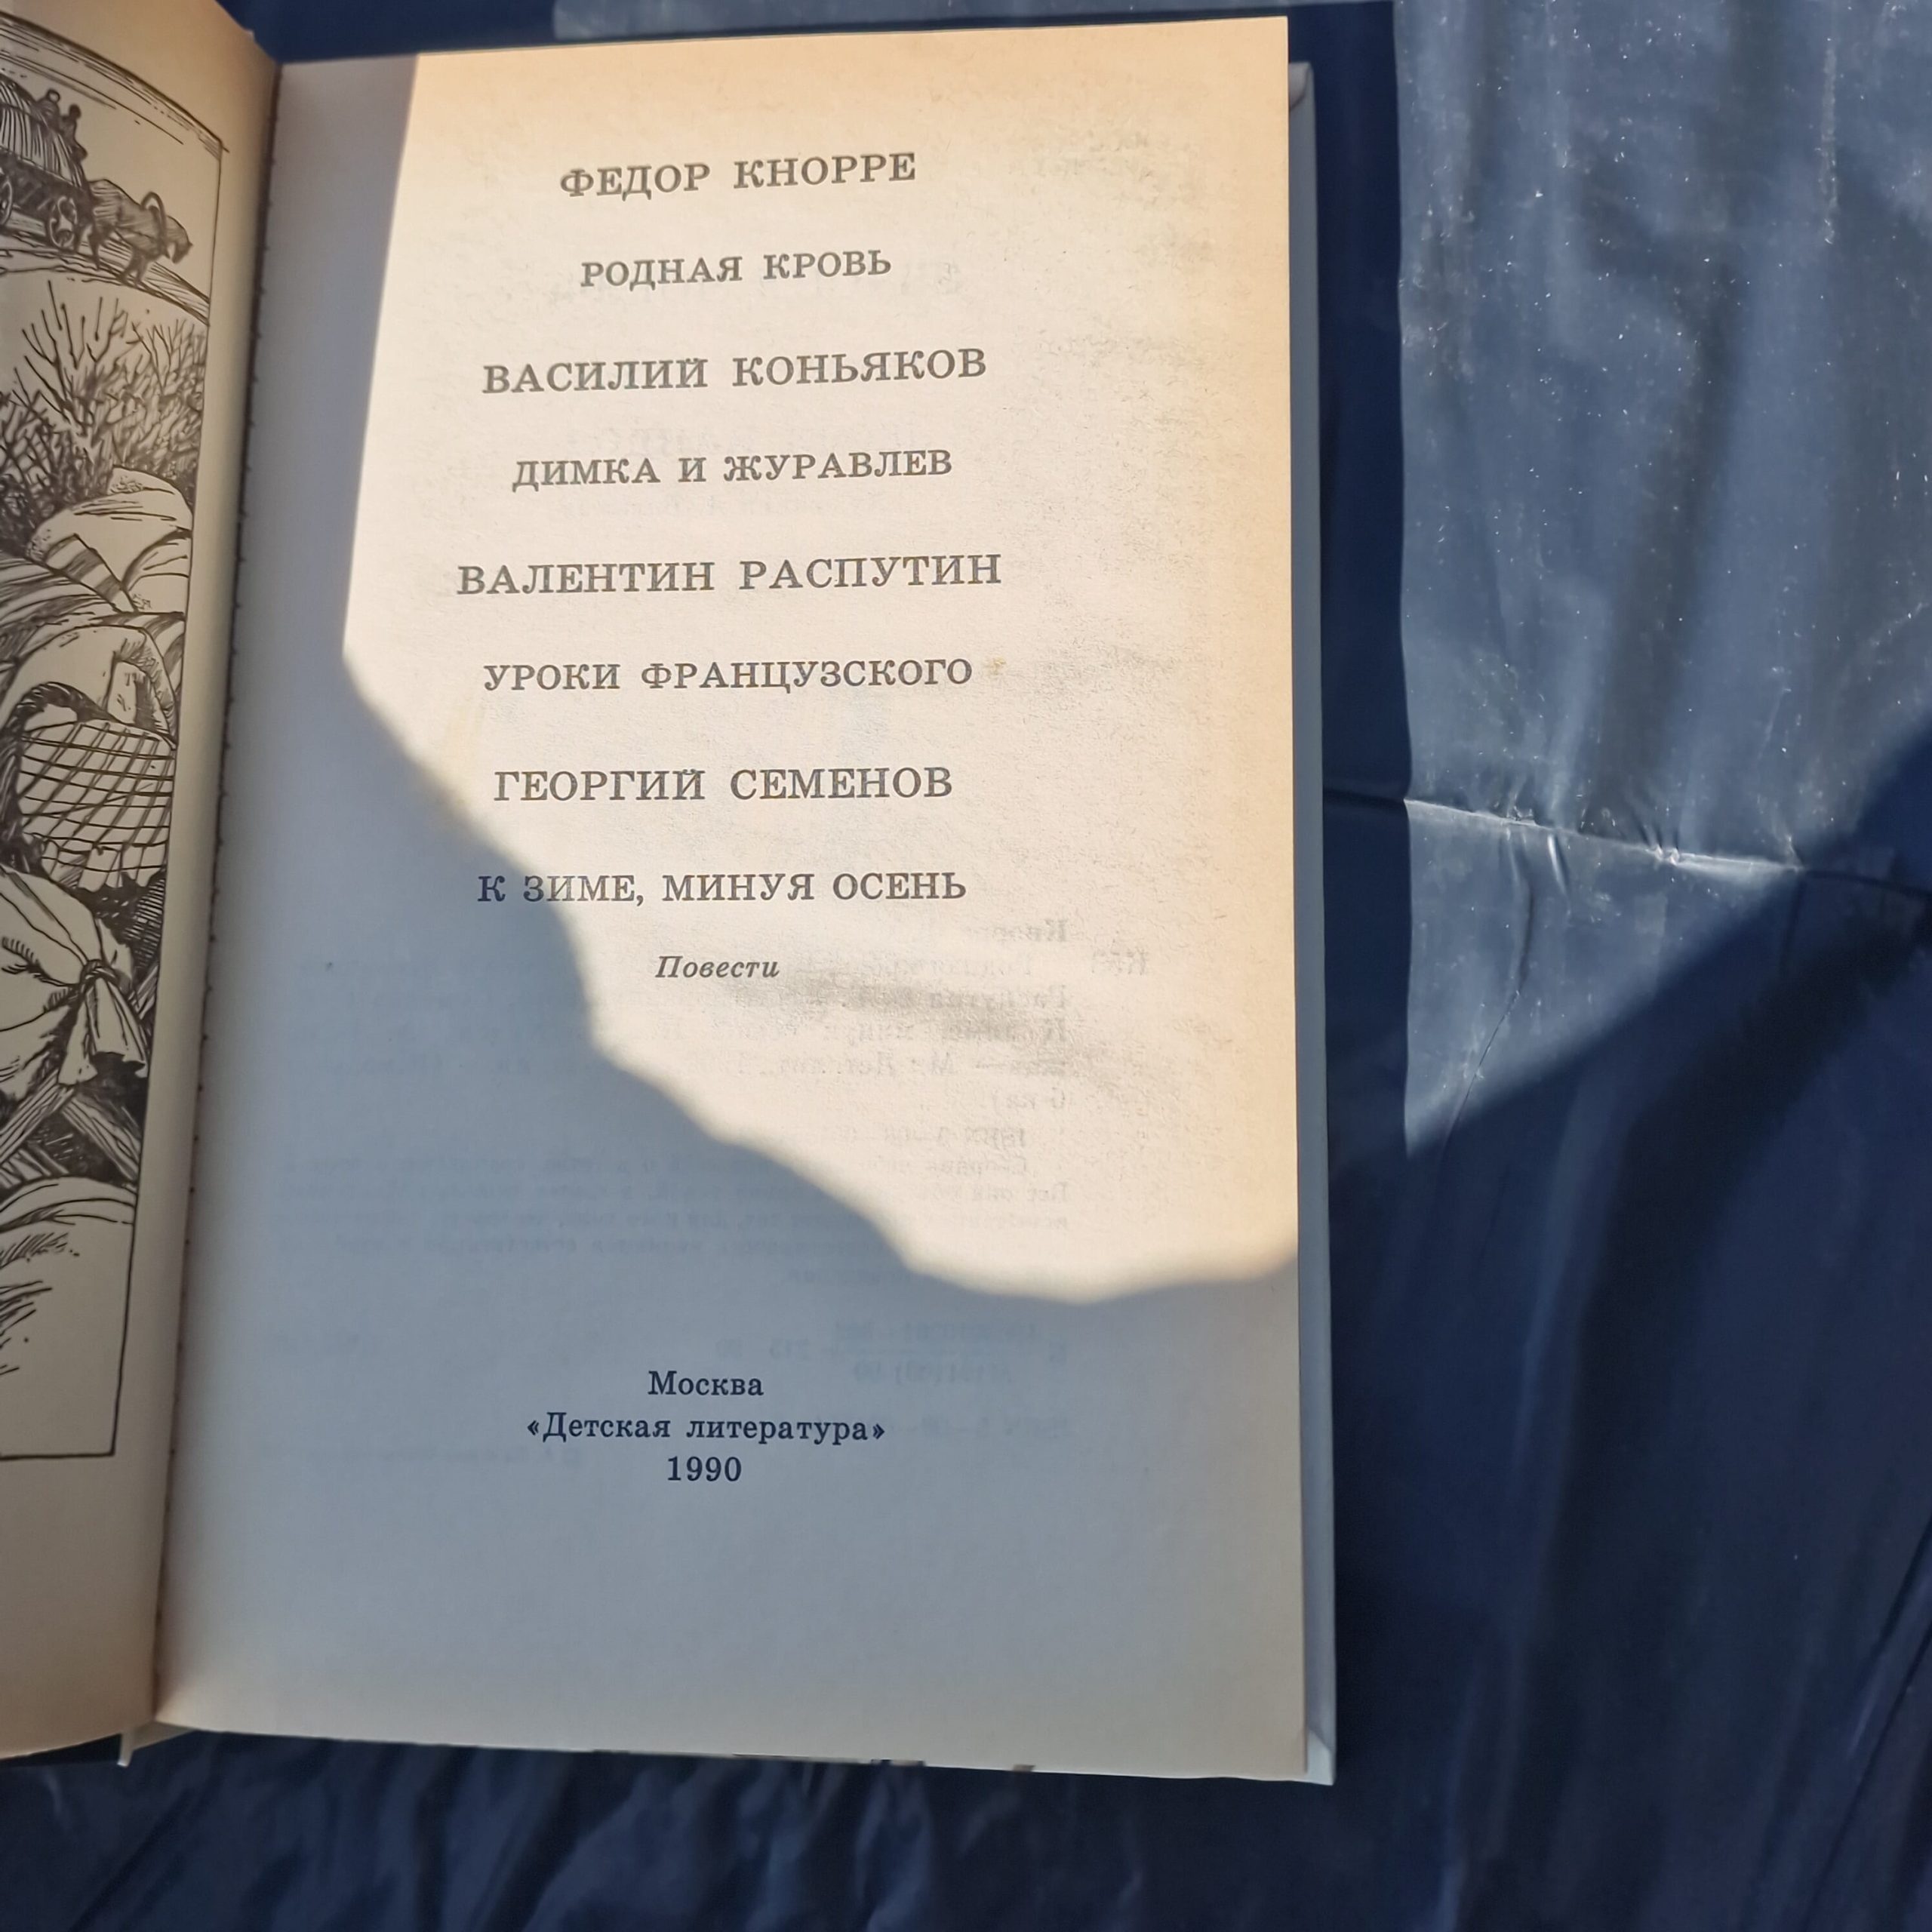 ФЕДОР КНОРРЕ
РОДНАЯ КРОВЬ
ВАСИЛИЙ КОНЬЯКОВ
ДИМКА И ЖУРАВЛЕВ
ВАЛЕНТИН РАСПУТИН
УРОКИ ФРАНЦУЗСКОГО
ГЕОРГИЙ СЕМЕНОВ
К ЗИМЕ, МИНУЯ ОСЕНЬ
Повести
Москва
«Детская литература»
1990